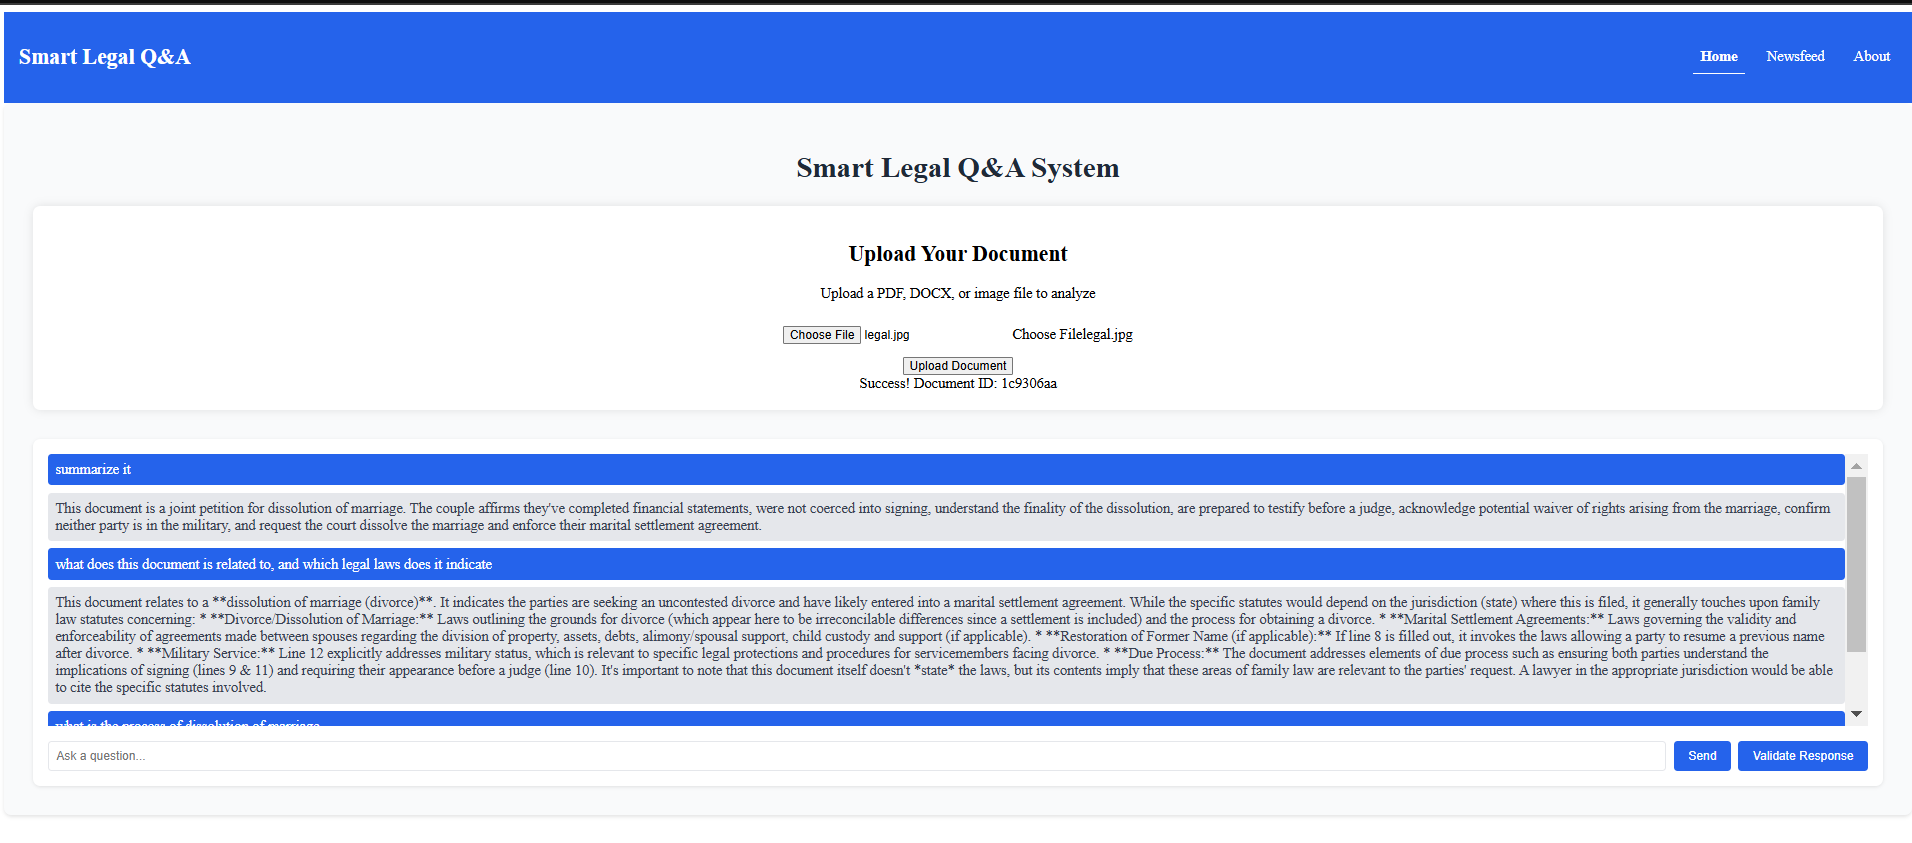 Smart Legal Q&A
Home
Newsfeed
About
Smart Legal Q&A System
Upload Your Document
Upload a PDF, DOCX, or image file to analyze
Choose File legal.jpg
Choose Filelegal.jpg
Upload Document
Success! Document ID: 1c9306aa
summarize it
This document is a joint petition for dissolution of marriage. The couple affirms they've completed financial statements, were not coerced into signing, understand the finality of the dissolution, are prepared to testify before a judge, acknowledge potential waiver of rights arising from the marriage, confirm
neither party is in the military, and request the court dissolve the marriage and enforce their marital settlement agreement.
what does this document is related to, and which legal laws does it indicate
This document relates to a **dissolution of marriage (divorce)**. It indicates the parties are seeking an uncontested divorce and have likely entered into a marital settlement agreement. While the specific statutes would depend on the jurisdiction (state) where this is filed, it generally touches upon family
law statutes concerning: * **Divorce/Dissolution of Marriage:** Laws outlining the grounds for divorce (which appear here to be irreconcilable differences since a settlement is included) and the process for obtaining a divorce. * **Marital Settlement Agreements:** Laws governing the validity and
enforceability of agreements made between spouses regarding the division of property, assets, debts, alimony/spousal support, child custody and support (if applicable). * **Restoration of Former Name (if applicable):** If line 8 is filled out, it invokes the laws allowing a party to resume a previous name
after divorce. * **Military Service:** Line 12 explicitly addresses military status, which is relevant to specific legal protections and procedures for servicemembers facing divorce. * **Due Process:** The document addresses elements of due process such as ensuring both parties understand the
implications of signing (lines 9 & 11) and requiring their appearance before a judge (line 10). It's important to note that this document itself doesn't *state* the laws, but its contents imply that these areas of family law are relevant to the parties' request. A lawyer in the appropriate jurisdiction would be able
to cite the specific statutes involved.
what is the process of dissolution of marriage
Ask a question...
Send
Validate Response